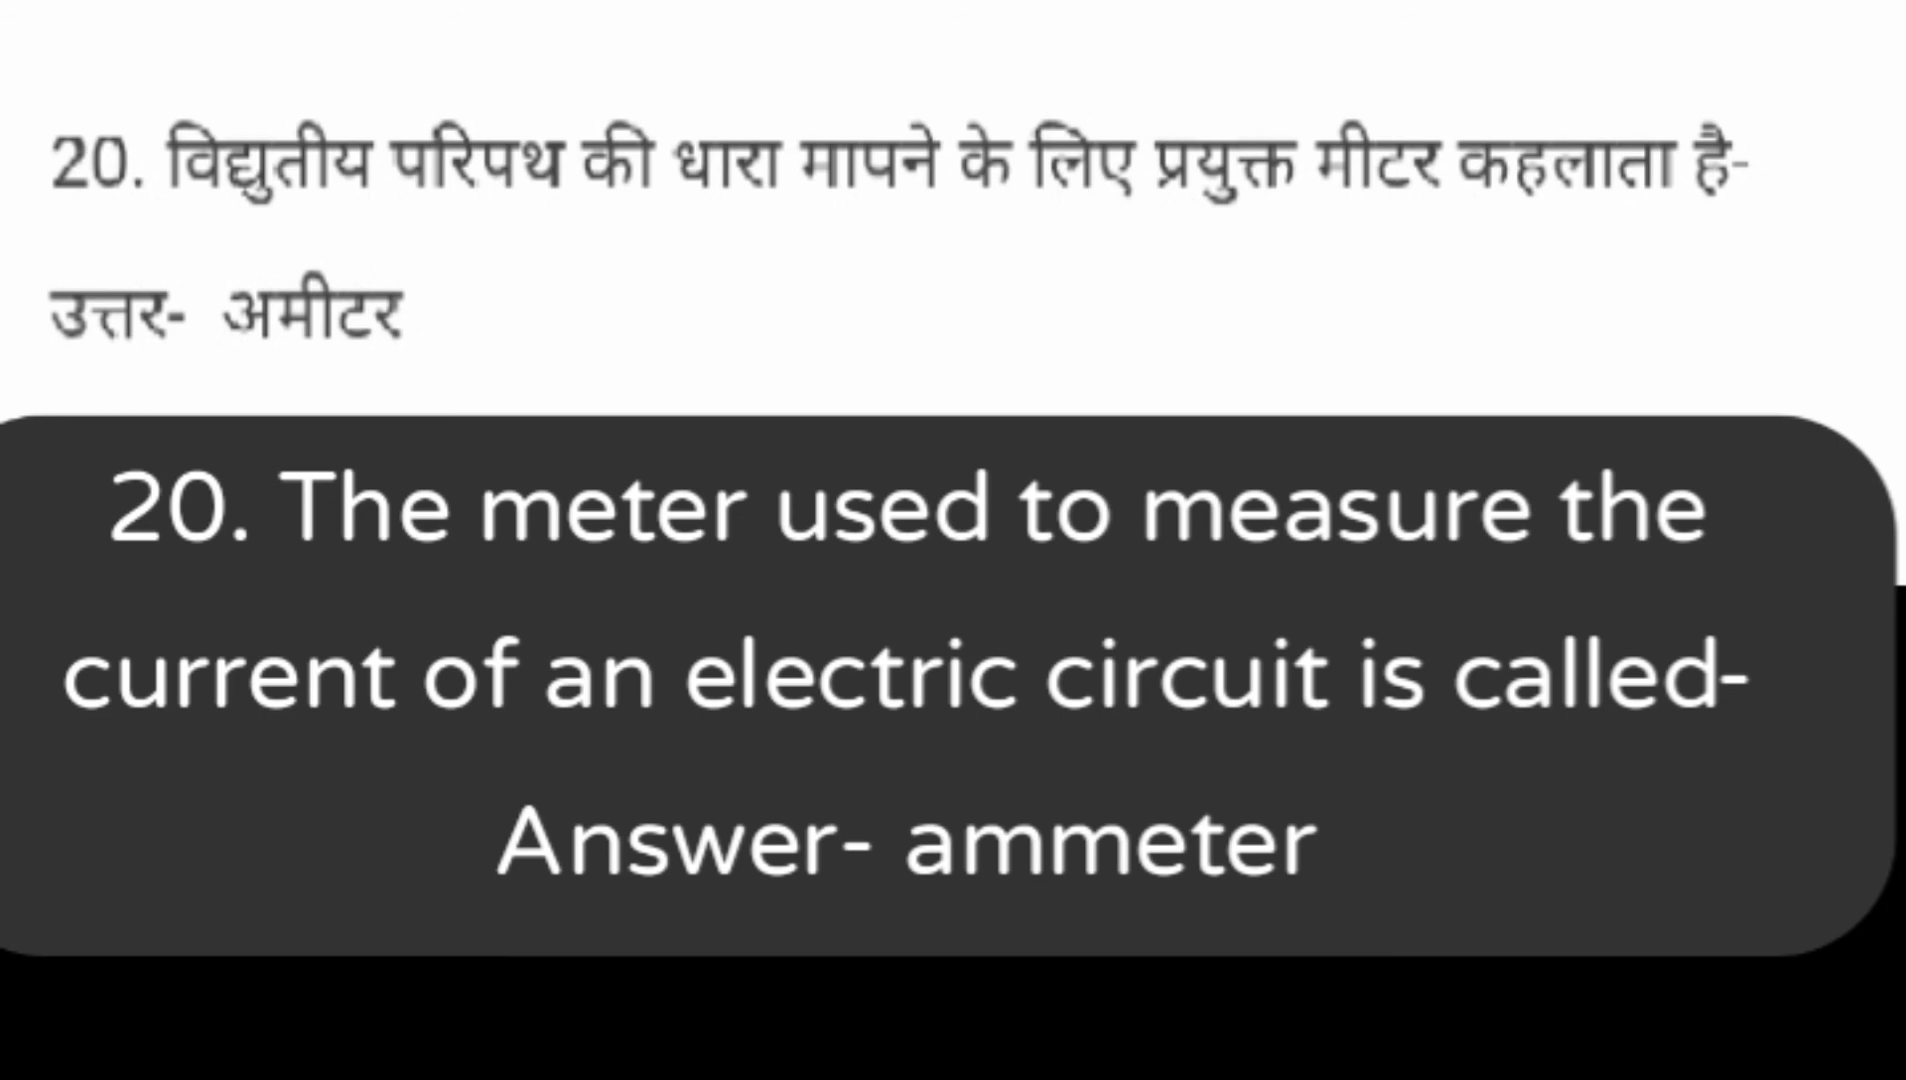 20. विद्युतीय परिपथ की धारा मापने के लिए प्रयुक्त मीटर कहलाता है-
उत्तर- अमीटर
20. The meter used to measure the
current of an electric circuit is called-
Answer- ammeter